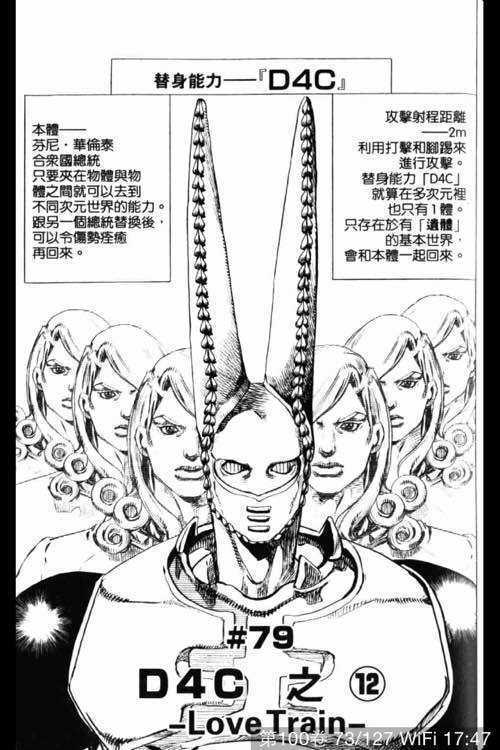 替身能力——『D4C』
攻擊射程距離
——2m
利用打擊和腳踢來
進行攻擊。
替身能力「D4C」
就算在多次元裡
也只有1體。
只存在於有「遺體」
的基本世界,
會和本體一起回來。
本體——
芬尼・華倫泰
合衆國總統
只要夾在物體與物
體之間就可以去到
不同次元世界的能力。
跟另一個總統替換後,
可以令傷勢痊癒
再回來。
#79
D4C 之 ⑫
-Love Train-
第100卷 73/127 WiFi 17:47